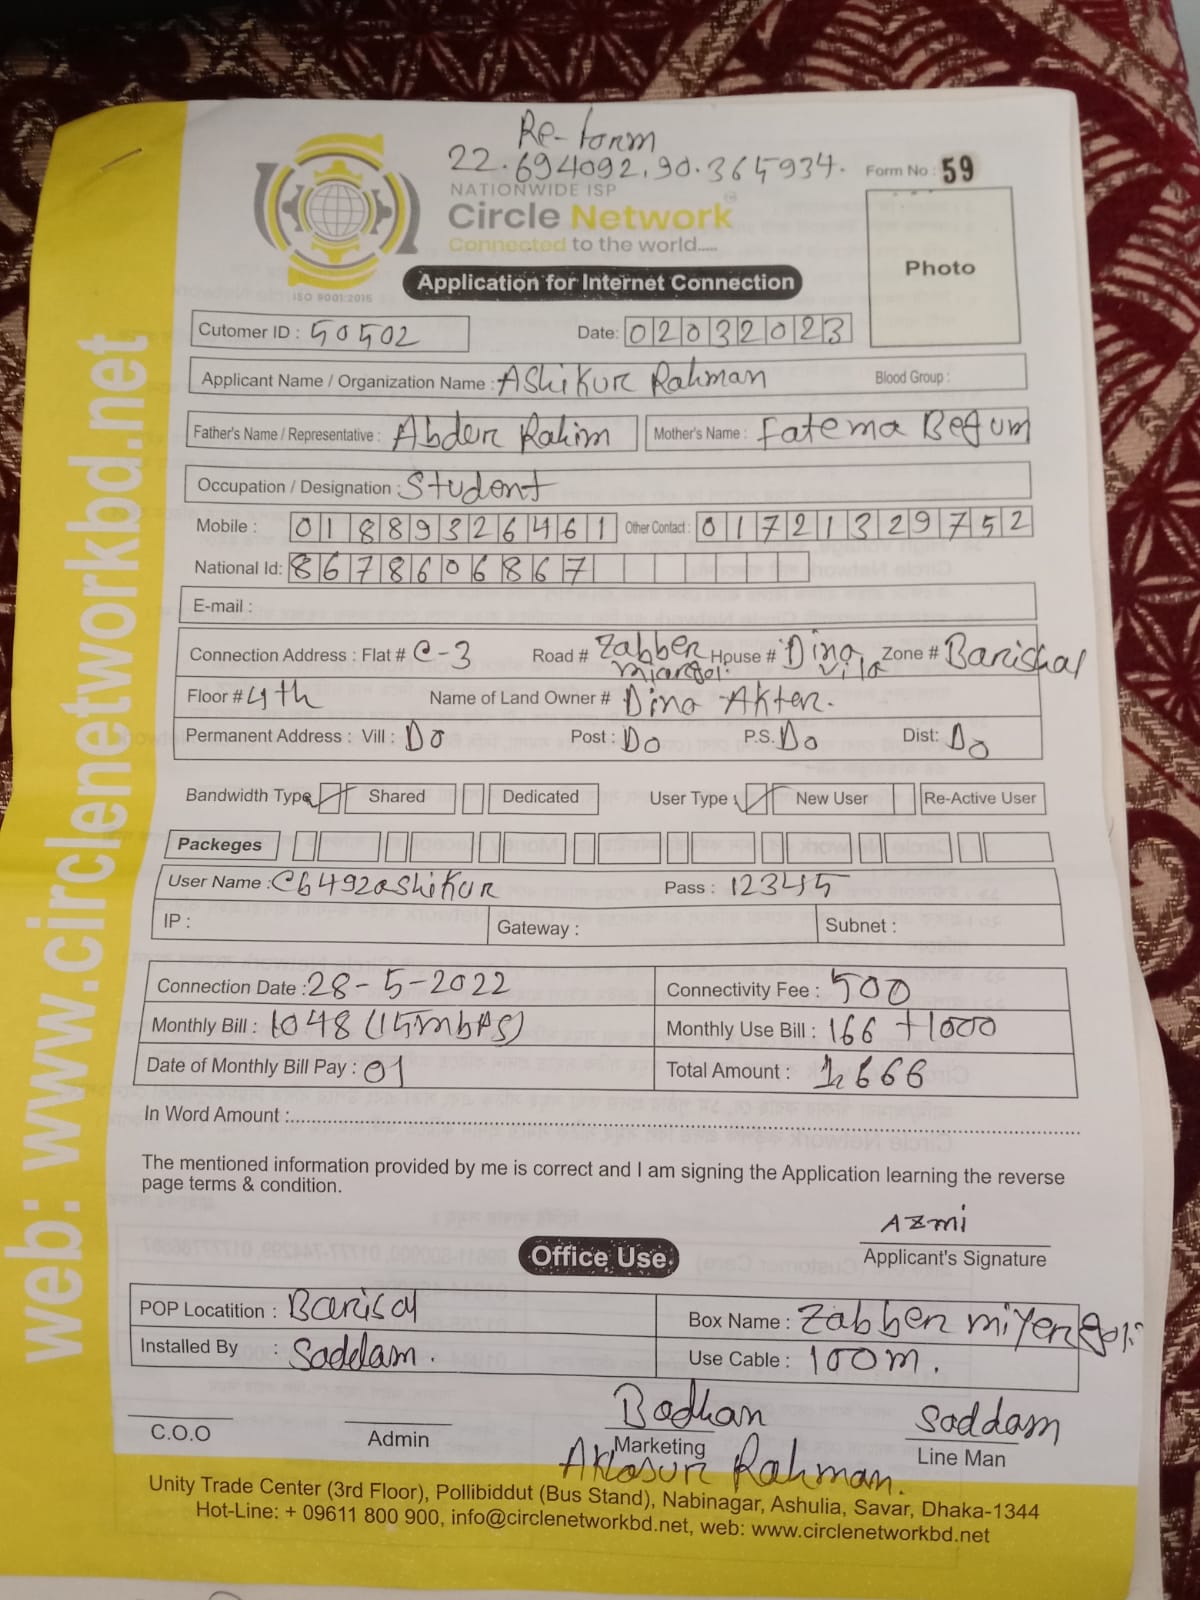 Re-form
22.694092, 90.365934.
Form No : 59
NATIONWIDE ISP
Circle Network
Connected to the world.....
ISO 9001:2015
Photo
Application for Internet Connection
Cutomer ID : 50502 Date: 02032023
Applicant Name / Organization Name : AShikur Rahman Blood Group :
Father's Name / Representative : Abder Rahim Mother's Name : Fatema Begum
Occupation / Designation : Student
Mobile : 01889326461 Other Contact : 01721329752
National Id: 8678606867
E-mail :
Connection Address : Flat # C-3 Road # Zabber House # Dina vila Zone # Barishal
Floor # 4th Name of Land Owner # Dina Akter.
Permanent Address : Vill : Do Post : Do P.S. Do Dist: Do
Bandwidth Type Shared Dedicated User Type : New User Re-Active User
Packeges
User Name : Cb492ashikur Pass : 12345
IP : Gateway : Subnet :
Connection Date : 28-5-2022 Connectivity Fee : 500
Monthly Bill : 1048 (15mbps) Monthly Use Bill : 166 + 1000
Date of Monthly Bill Pay : 01 Total Amount : 1666
In Word Amount :
The mentioned information provided by me is correct and I am signing the Application learning the reverse
page terms & condition.
Azmi
Applicant's Signature
Office Use
POP Locatition : Barisal Box Name : Zabber
Installed By : Saddam. Use Cable : 100m.
Badhan Saddam
C.O.O Admin Marketing Line Man
Rahman.
Unity Trade Center (3rd Floor), Pollibiddut (Bus Stand), Nabinagar, Ashulia, Savar, Dhaka-1344
Hot-Line: + 09611 800 900, info@circlenetworkbd.net, web: www.circlenetworkbd.net
web: www.circlenetworkbd.net